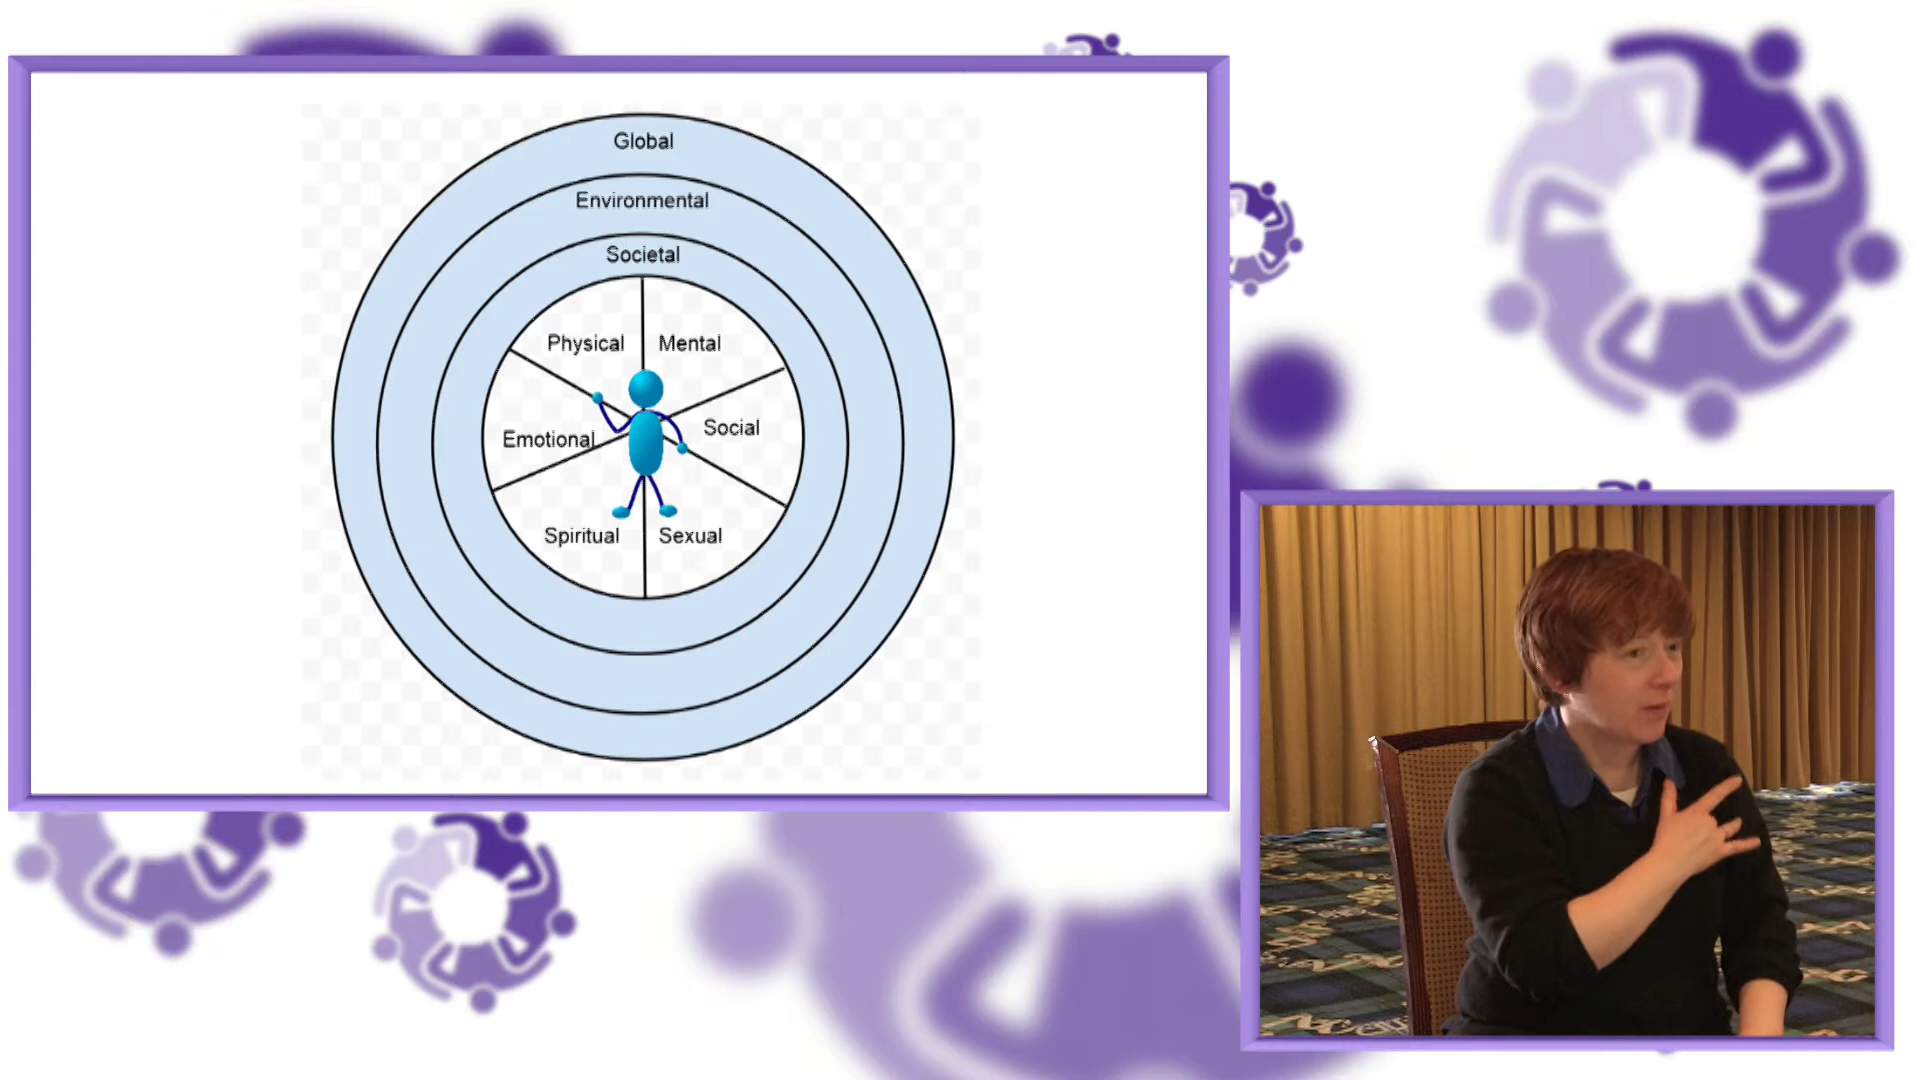 Global
Environmental
Societal
Physical
Mental
Emotional
Social
Spiritual
Sexual